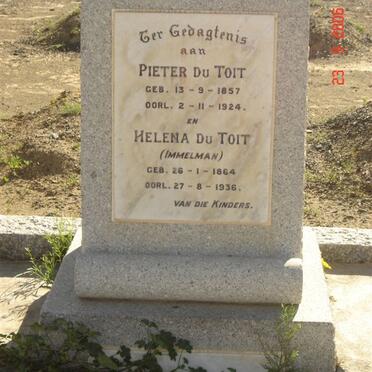 Ter Gedagtenis
aan
PIETER DU TOIT
GEB. 13-9-1857
OORL. 2-11-1924.
EN
HELENA DU TOIT
(IMMELMAN)
GEB. 26-1-1864
OORL. 27-8-1936.
VAN DIE KINDERS.
23 8 2006